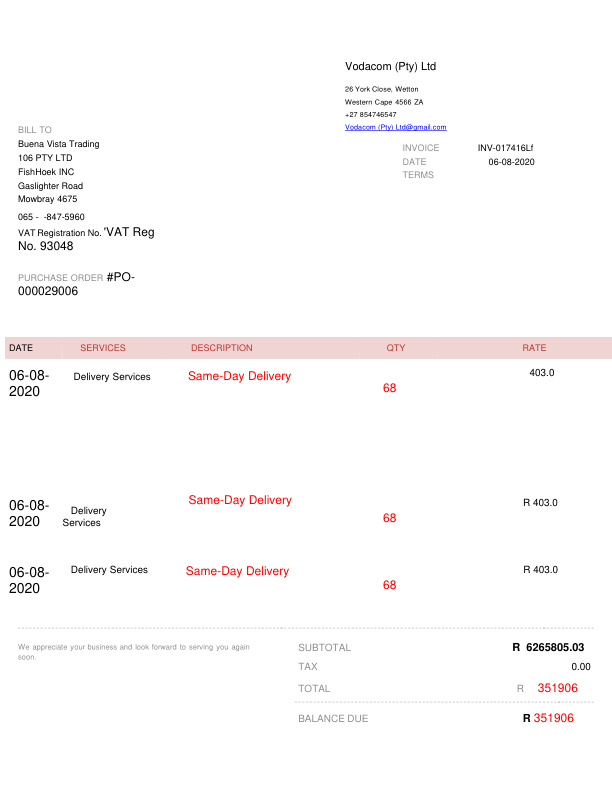 Vodacom (Pty) Ltd
26 York Close, Wetton
Western Cape 4566 ZA
+27 854746547
Vodacom (Pty) Ltd@gmail.com
BILL TO
Buena Vista Trading
106 PTY LTD
FishHoek INC
Gaslighter Road
Mowbray 4675
065 - -847-5960
VAT Registration No. 'VAT Reg
No. 93048
INVOICE INV-017416Lf
DATE 06-08-2020
TERMS
PURCHASE ORDER #PO-
000029006
DATE SERVICES DESCRIPTION QTY RATE
06-08-
2020 Delivery Services Same-Day Delivery 68 403.0
06-08-
2020 Delivery
Services Same-Day Delivery 68 R 403.0
06-08-
2020 Delivery Services Same-Day Delivery 68 R 403.0
We appreciate your business and look forward to serving you again
soon.
SUBTOTAL R 6265805.03
TAX 0.00
TOTAL R 351906
BALANCE DUE R 351906